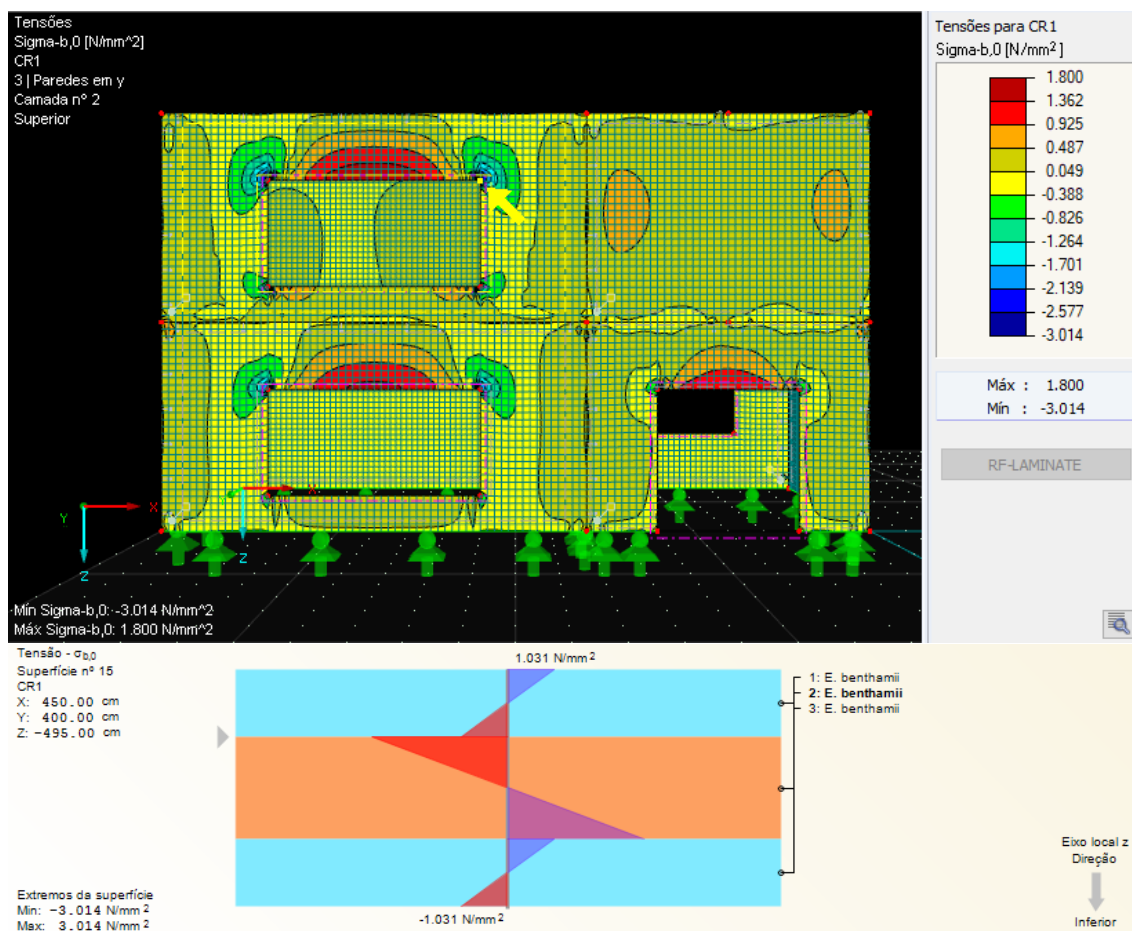 Tensões
Sigma-b,0 [N/mm^2]
CR1
3 | Paredes em y
Camada nº 2
Superior
X
Y
Z
X
Y
Z
Mín Sigma-b,0: -3.014 N/mm^2
Máx Sigma-b,0: 1.800 N/mm^2
Tensões para CR1
Sigma-b,0 [N/mm²]
1.800
1.362
0.925
0.487
0.049
-0.388
-0.826
-1.264
-1.701
-2.139
-2.577
-3.014
Máx : 1.800
Mín : -3.014
RF-LAMINATE
Tensão - σb,0
Superfície nº 15
CR1
X: 450.00 cm
Y: 400.00 cm
Z: -495.00 cm
1.031 N/mm²
1: E. benthamii
2: E. benthamii
3: E. benthamii
Extremos da superfície
Min: -3.014 N/mm²
Max: 3.014 N/mm²
-1.031 N/mm²
Eixo local z
Direção
Inferior